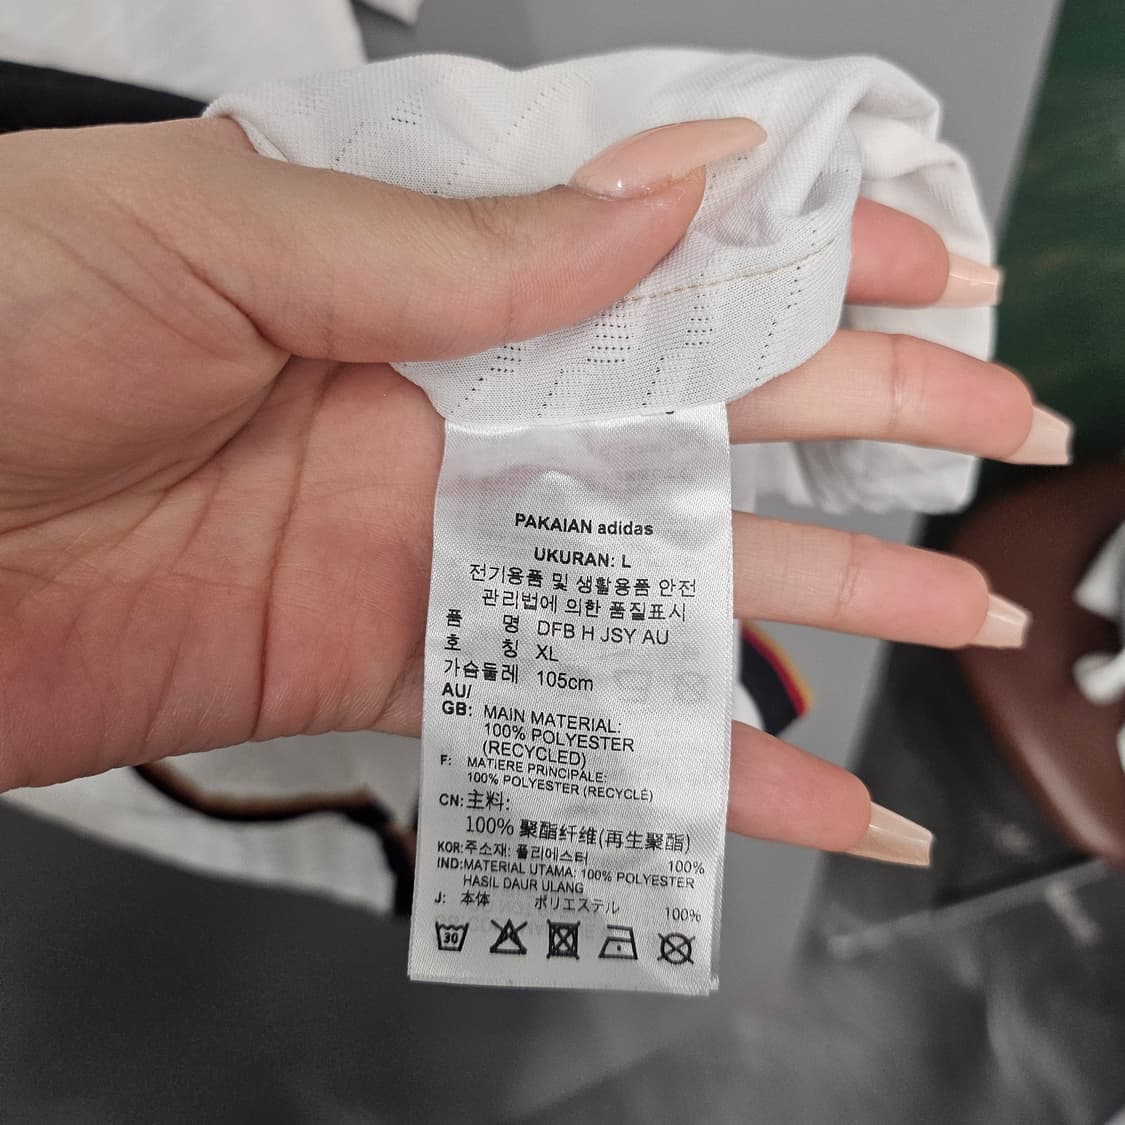 PAKAIAN adidas
UKURAN: L
전기용품 및 생활용품 안전
관리법에 의한 품질표시
품 명 DFB H JSY AU
호 칭 XL
가슴둘레 105cm
AU/
GB: MAIN MATERIAL:
100% POLYESTER
(RECYCLED)
F: MATIERE PRINCIPALE:
100% POLYESTER (RECYCLÉ)
CN: 主料:
100% 聚酯纤维(再生聚酯)
KOR: 주소재: 폴리에스터 100%
IND: MATERIAL UTAMA: 100% POLYESTER
HASIL DAUR ULANG
J: 本体 ポリエステル 100%
30